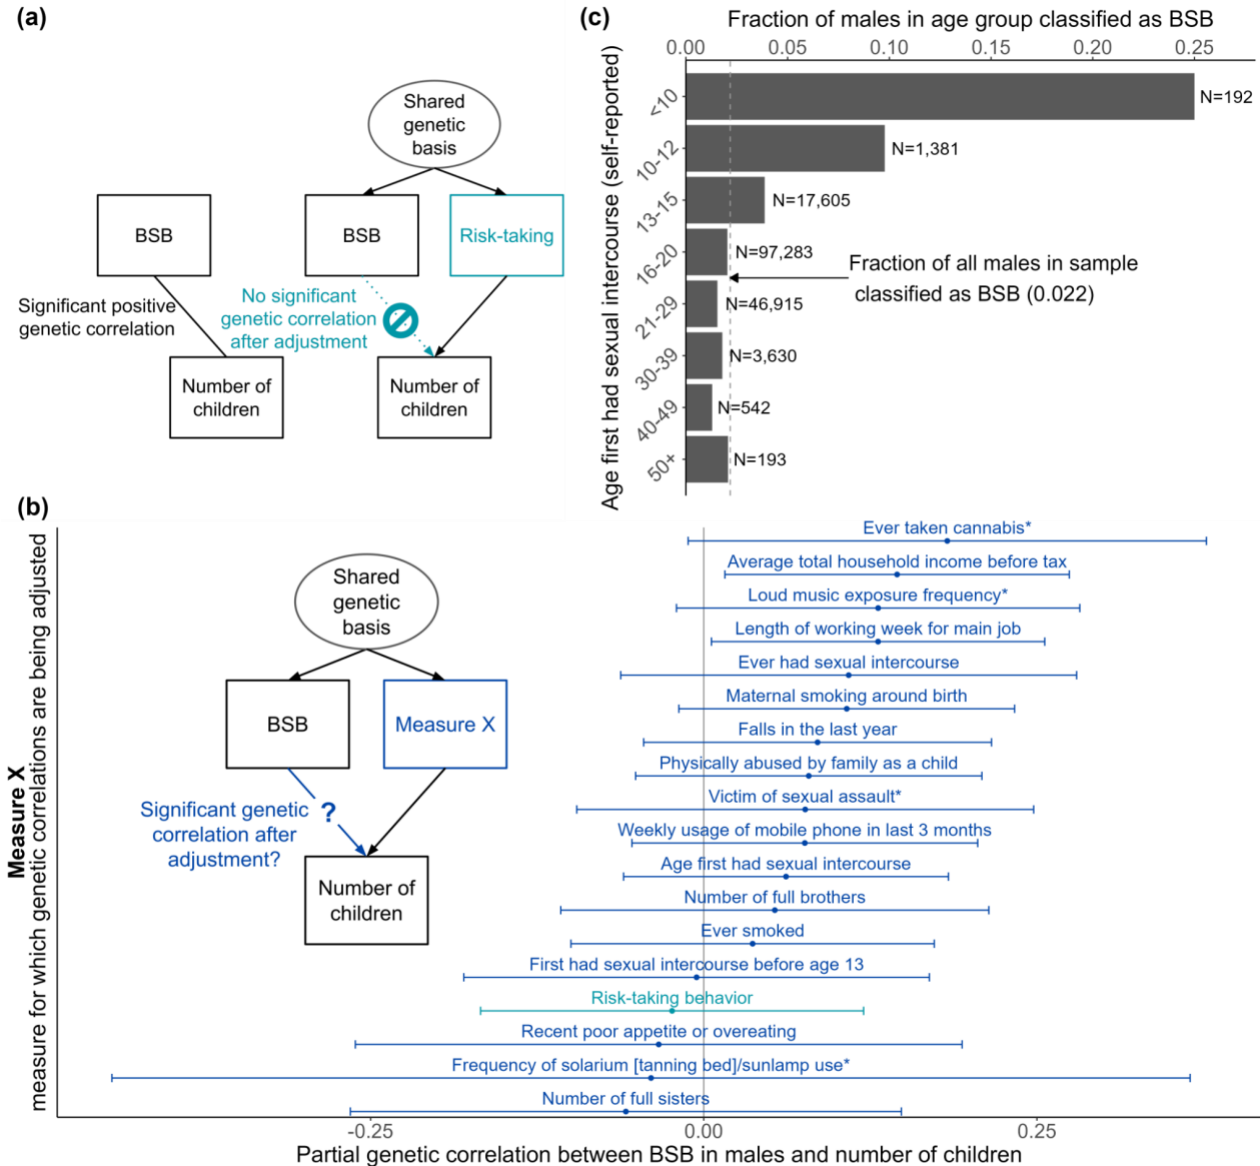 (a)
Shared
genetic
basis
BSB
BSB
Risk-taking
Significant positive
genetic correlation
No significant
genetic correlation
after adjustment
Number of
children
Number of
children
(c)
Fraction of males in age group classified as BSB
0.00 0.05 0.10 0.15 0.20 0.25
Age first had sexual intercourse (self-reported)
<10 N=192
10-12 N=1,381
13-15 N=17,605
16-20 N=97,283
21-29 N=46,915
30-39 N=3,630
40-49 N=542
50+ N=193
Fraction of all males in sample
classified as BSB (0.022)
(b)
Measure X
measure for which genetic correlations are being adjusted
Shared
genetic
basis
BSB
Measure X
Significant genetic
correlation after
adjustment?
?
Number of
children
Ever taken cannabis*
Average total household income before tax
Loud music exposure frequency*
Length of working week for main job
Ever had sexual intercourse
Maternal smoking around birth
Falls in the last year
Physically abused by family as a child
Victim of sexual assault*
Weekly usage of mobile phone in last 3 months
Age first had sexual intercourse
Number of full brothers
Ever smoked
First had sexual intercourse before age 13
Risk-taking behavior
Recent poor appetite or overeating
Frequency of solarium [tanning bed]/sunlamp use*
Number of full sisters
-0.25 0.00 0.25
Partial genetic correlation between BSB in males and number of children